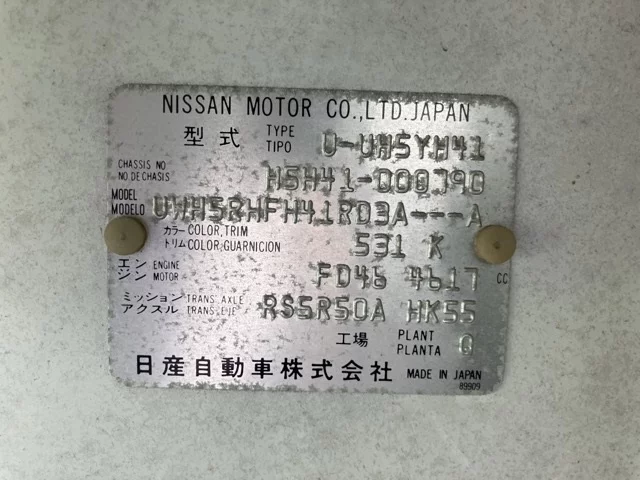 NISSAN MOTOR CO.,LTD.JAPAN
型式 TYPE TIPO U-UH5YH41
CHASSIS NO NO DE CHASIS H5H41-000390
MODEL MODELO UWH5RHFH41RD3A---A
カラー COLOR,TRIM トリム COLOR,GUARNICION 531 K
エンジン ENGINE MOTOR FD46 4617 CC
ミッション TRANS. AXLE アクスル TRANS.EJE RS5R50A HK55
工場 PLANT PLANTA 0
日産自動車株式会社 MADE IN JAPAN
89909